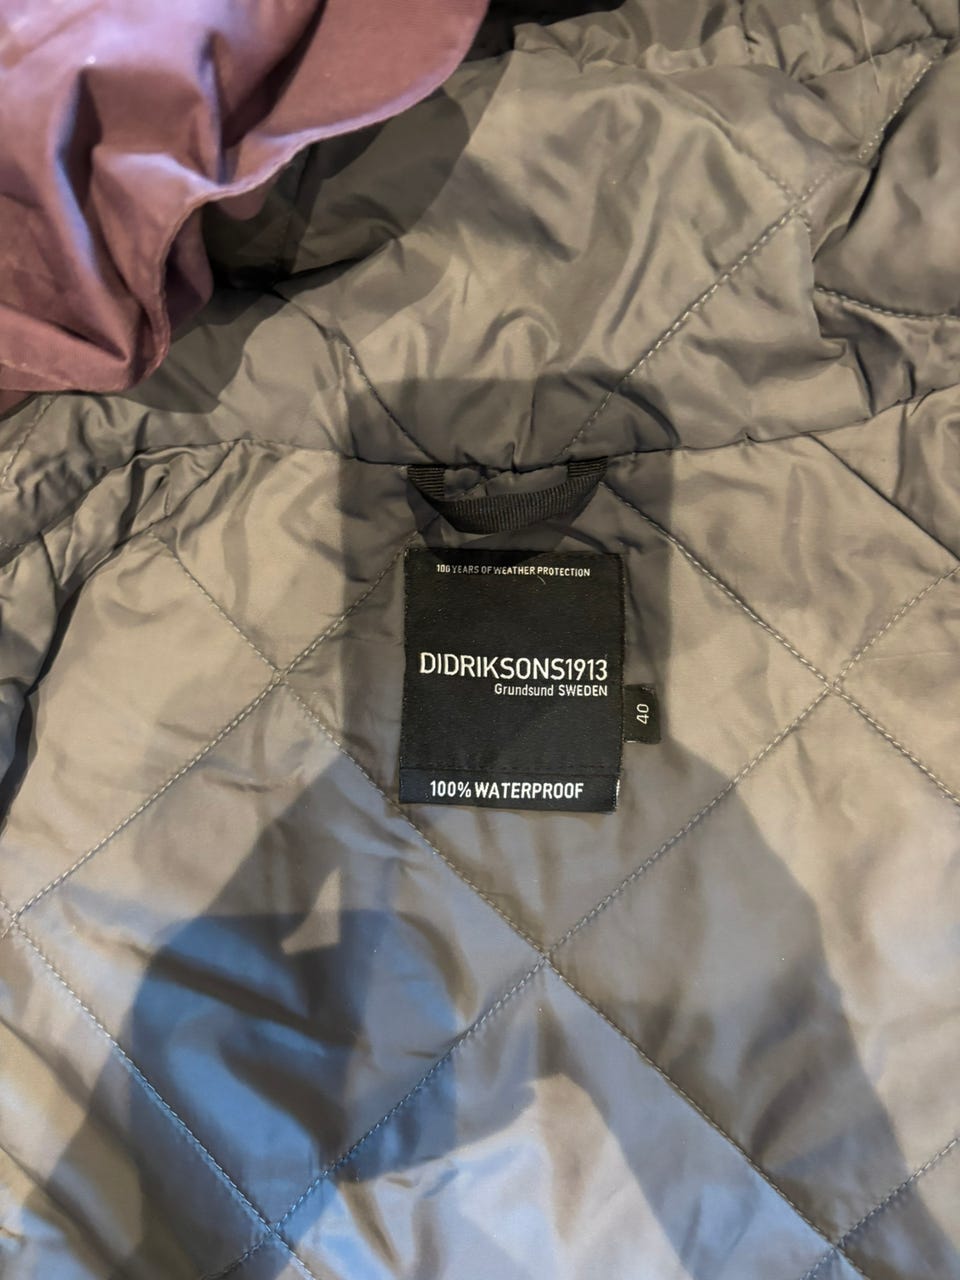 100 YEARS OF WEATHER PROTECTION
DIDRIKSONS1913
Grundsund SWEDEN
40
100% WATERPROOF